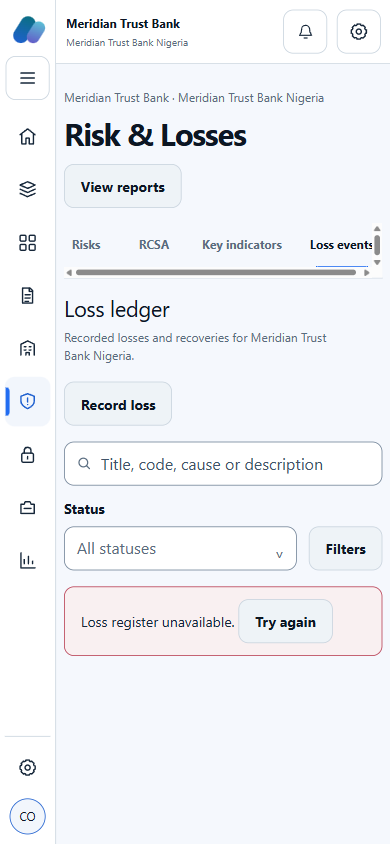 Meridian Trust Bank
Meridian Trust Bank Nigeria
Meridian Trust Bank · Meridian Trust Bank Nigeria
Risk & Losses
View reports
Risks RCSA Key indicators Loss events
Loss ledger
Recorded losses and recoveries for Meridian Trust
Bank Nigeria.
Record loss
Title, code, cause or description
Status
All statuses v Filters
Loss register unavailable. Try again
CO